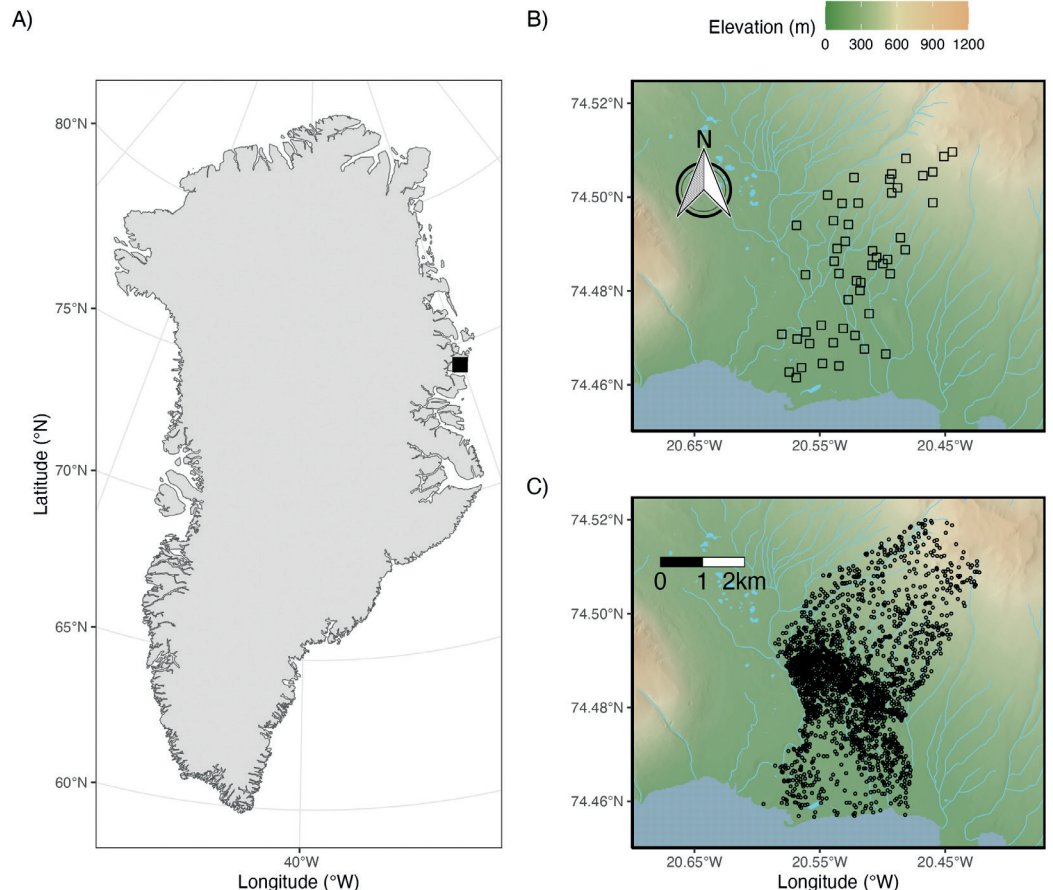 A)
80°N
75°N
70°N
65°N
60°N
Latitude (°N)
40°W
Longitude (°W)
B)
Elevation (m)
0 300 600 900 1200
74.52°N
74.50°N
74.48°N
74.46°N
N
20.65°W 20.55°W 20.45°W
C)
74.52°N
74.50°N
74.48°N
74.46°N
0 1 2km
20.65°W 20.55°W 20.45°W
Longitude (°W)